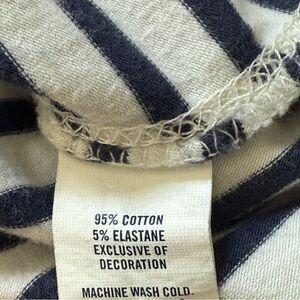 95% COTTON
5% ELASTANE
EXCLUSIVE OF
DECORATION
MACHINE WASH COLD.